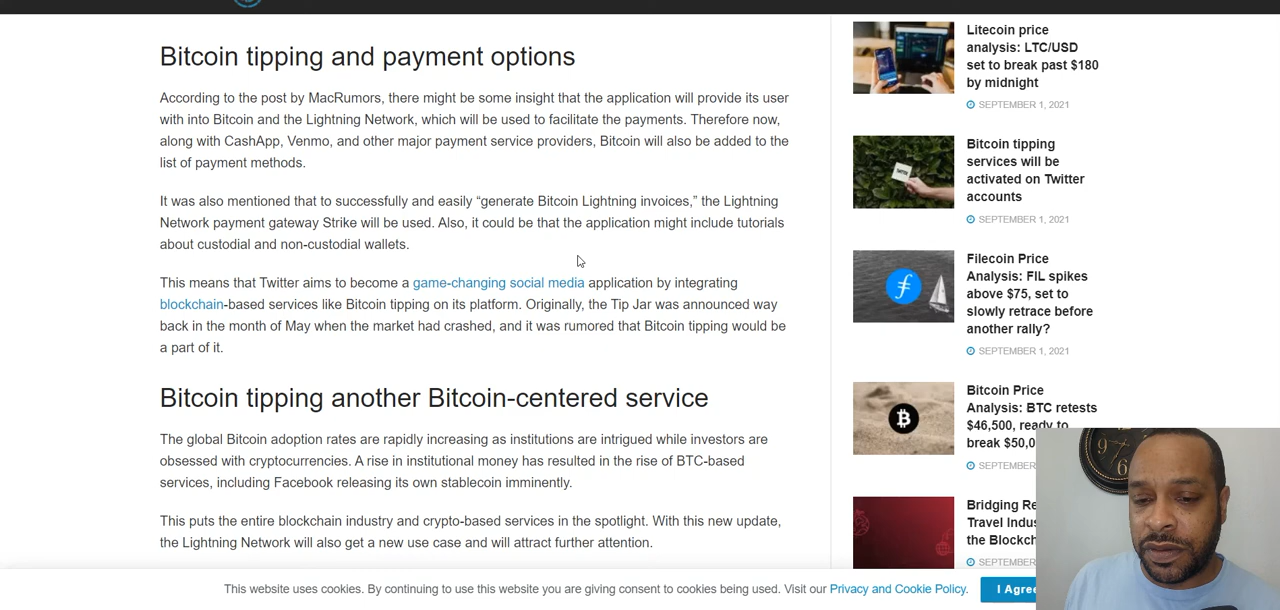 Bitcoin tipping and payment options
According to the post by MacRumors, there might be some insight that the application will provide its user
with into Bitcoin and the Lightning Network, which will be used to facilitate the payments. Therefore now,
along with CashApp, Venmo, and other major payment service providers, Bitcoin will also be added to the
list of payment methods.
It was also mentioned that to successfully and easily “generate Bitcoin Lightning invoices,” the Lightning
Network payment gateway Strike will be used. Also, it could be that the application might include tutorials
about custodial and non-custodial wallets.
This means that Twitter aims to become a game-changing social media application by integrating
blockchain-based services like Bitcoin tipping on its platform. Originally, the Tip Jar was announced way
back in the month of May when the market had crashed, and it was rumored that Bitcoin tipping would be
a part of it.
Bitcoin tipping another Bitcoin-centered service
The global Bitcoin adoption rates are rapidly increasing as institutions are intrigued while investors are
obsessed with cryptocurrencies. A rise in institutional money has resulted in the rise of BTC-based
services, including Facebook releasing its own stablecoin imminently.
This puts the entire blockchain industry and crypto-based services in the spotlight. With this new update,
the Lightning Network will also get a new use case and will attract further attention.
Litecoin price
analysis: LTC/USD
set to break past $180
by midnight
SEPTEMBER 1, 2021
Bitcoin tipping
services will be
activated on Twitter
accounts
SEPTEMBER 1, 2021
Filecoin Price
Analysis: FIL spikes
above $75, set to
slowly retrace before
another rally?
SEPTEMBER 1, 2021
Bitcoin Price
Analysis: BTC retests
$46,500, ready to
break $50,0
SEPTEMBER
Bridging Re
Travel Indus
the Blockch
SEPTEMBER
This website uses cookies. By continuing to use this website you are giving consent to cookies being used. Visit our Privacy and Cookie Policy.
I Agree